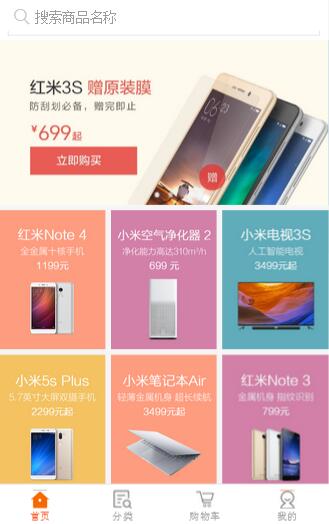 搜索商品名称
红米3S 赠原装膜
防刮划必备，赠完即止
¥699起
立即购买
赠
红米Note 4
全金属十核手机
1199元
小米空气净化器 2
净化能力高达310m³/h
699 元
小米电视3S
人工智能电视
3499元起
小米5s Plus
5.7英寸大屏双摄手机
2299元起
小米笔记本Air
轻薄金属机身 超长续航
3499元起
红米Note 3
金属机身 指纹识别
799元
首页
分类
购物车
我的